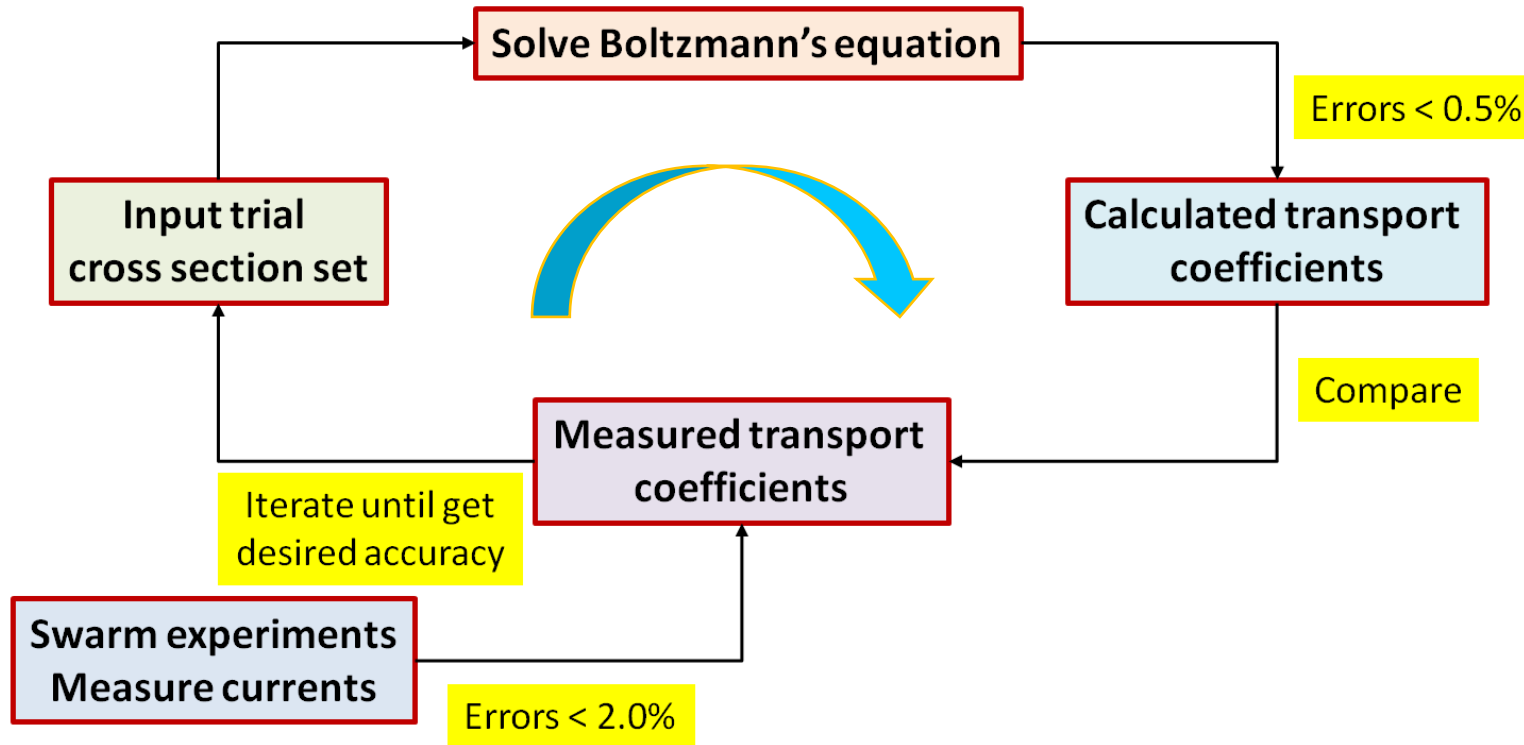 Solve Boltzmann’s equation
Errors < 0.5%
Input trial
cross section set
Calculated transport
coefficients
Compare
Measured transport
coefficients
Iterate until get
desired accuracy
Swarm experiments
Measure currents
Errors < 2.0%